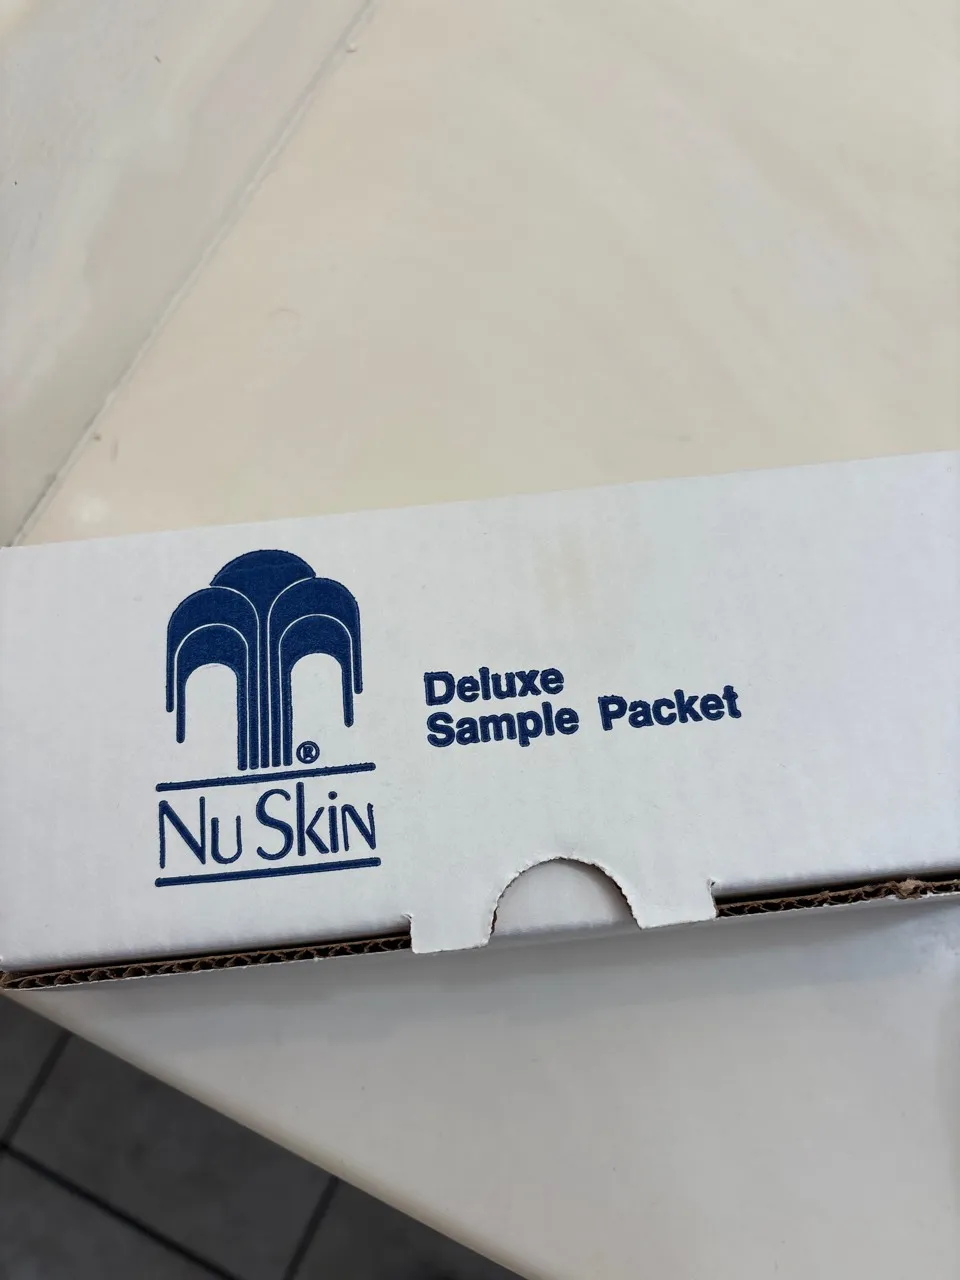 Deluxe
Sample Packet
®
Nu Skin